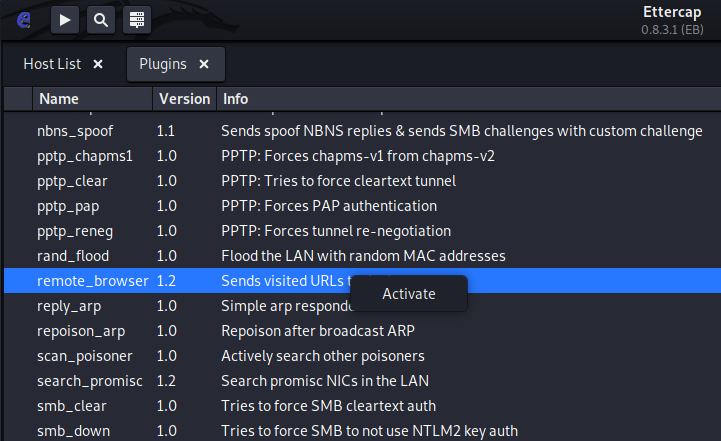 Ettercap
0.8.3.1 (EB)
Host List
Plugins
Name Version Info
nbns_spoof 1.1 Sends spoof NBNS replies & sends SMB challenges with custom challenge
pptp_chapms1 1.0 PPTP: Forces chapms-v1 from chapms-v2
pptp_clear 1.0 PPTP: Tries to force cleartext tunnel
pptp_pap 1.0 PPTP: Forces PAP authentication
pptp_reneg 1.0 PPTP: Forces tunnel re-negotiation
rand_flood 1.0 Flood the LAN with random MAC addresses
remote_browser 1.2 Sends visited URLs
Activate
reply_arp 1.0 Simple arp responde
repoison_arp 1.0 Repoison after broadcast ARP
scan_poisoner 1.0 Actively search other poisoners
search_promisc 1.2 Search promisc NICs in the LAN
smb_clear 1.0 Tries to force SMB cleartext auth
smb_down 1.0 Tries to force SMB to not use NTLM2 key auth